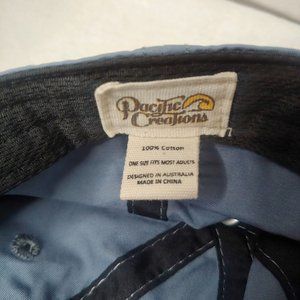 Pacific
Creations
100% COTTON
ONE SIZE FITS MOST ADULTS
DESIGNED IN AUSTRALIA
MADE IN CHINA